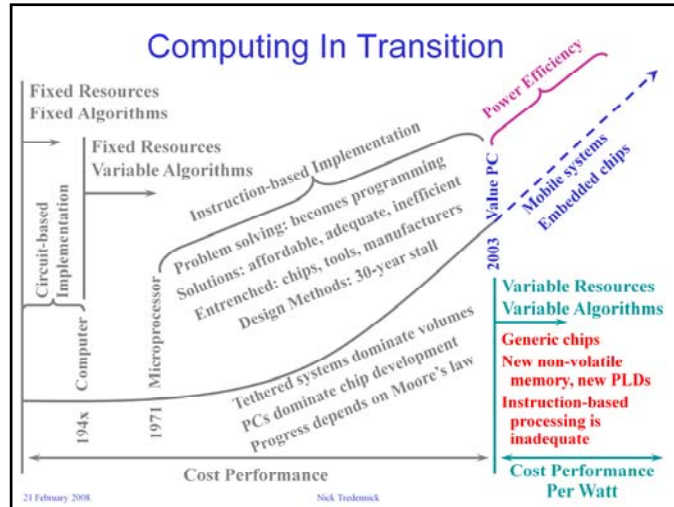 Computing In Transition
Fixed Resources
Fixed Algorithms
Fixed Resources
Variable Algorithms
Circuit-based
Implementation
Instruction-based Implementation
Problem solving: becomes programming
Solutions: affordable, adequate, inefficient
Entrenched: chips, tools, manufacturers
Design Methods: 30-year stall
Power Efficiency
Mobile systems
Embedded chips
194x Computer
1971 Microprocessor
2003 Value PC
Tethered systems dominate volumes
PCs dominate chip development
Progress depends on Moore's law
Variable Resources
Variable Algorithms
Generic chips
New non-volatile
memory, new PLDs
Instruction-based
processing is
inadequate
Cost Performance
Cost Performance
Per Watt
21 February 2008
Nick Tredennick